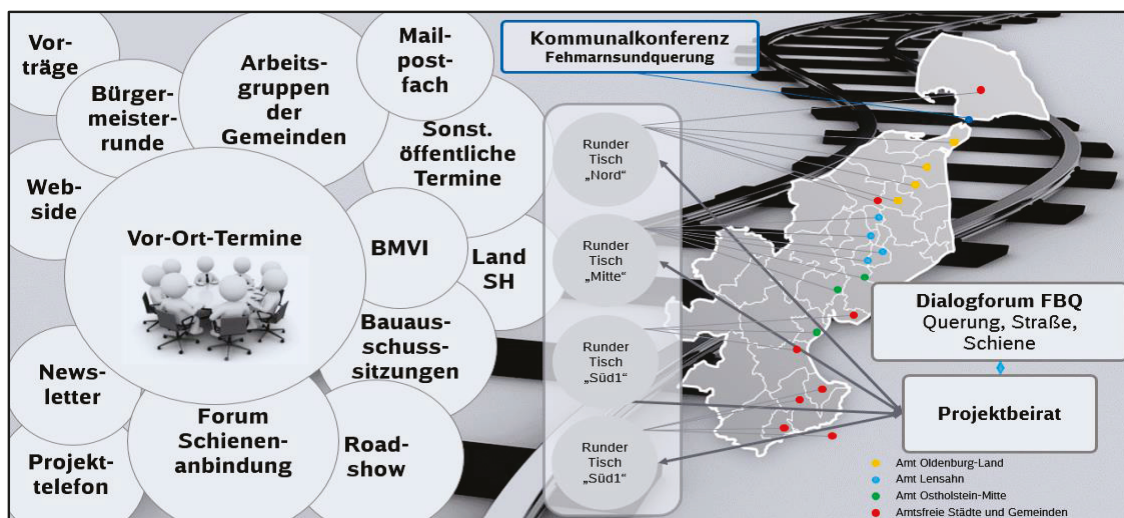 Vor-
träge
Bürger-
meister-
runde
Arbeits-
gruppen
der
Gemeinden
Mail-
post-
fach
Sonst.
öffentliche
Termine
Web-
side
Vor-Ort-Termine
BMVI
Land
SH
Bauaus-
schuss-
sitzungen
News-
letter
Forum
Schienen-
anbindung
Road-
show
Projekt-
telefon
Kommunalkonferenz
Fehmarnsundquerung
Runder
Tisch
„Nord“
Runder
Tisch
„Mitte“
Runder
Tisch
„Süd1“
Runder
Tisch
„Süd1“
Dialogforum FBQ
Querung, Straße,
Schiene
Projektbeirat
Amt Oldenburg-Land
Amt Lensahn
Amt Ostholstein-Mitte
Amtsfreie Städte und Gemeinden